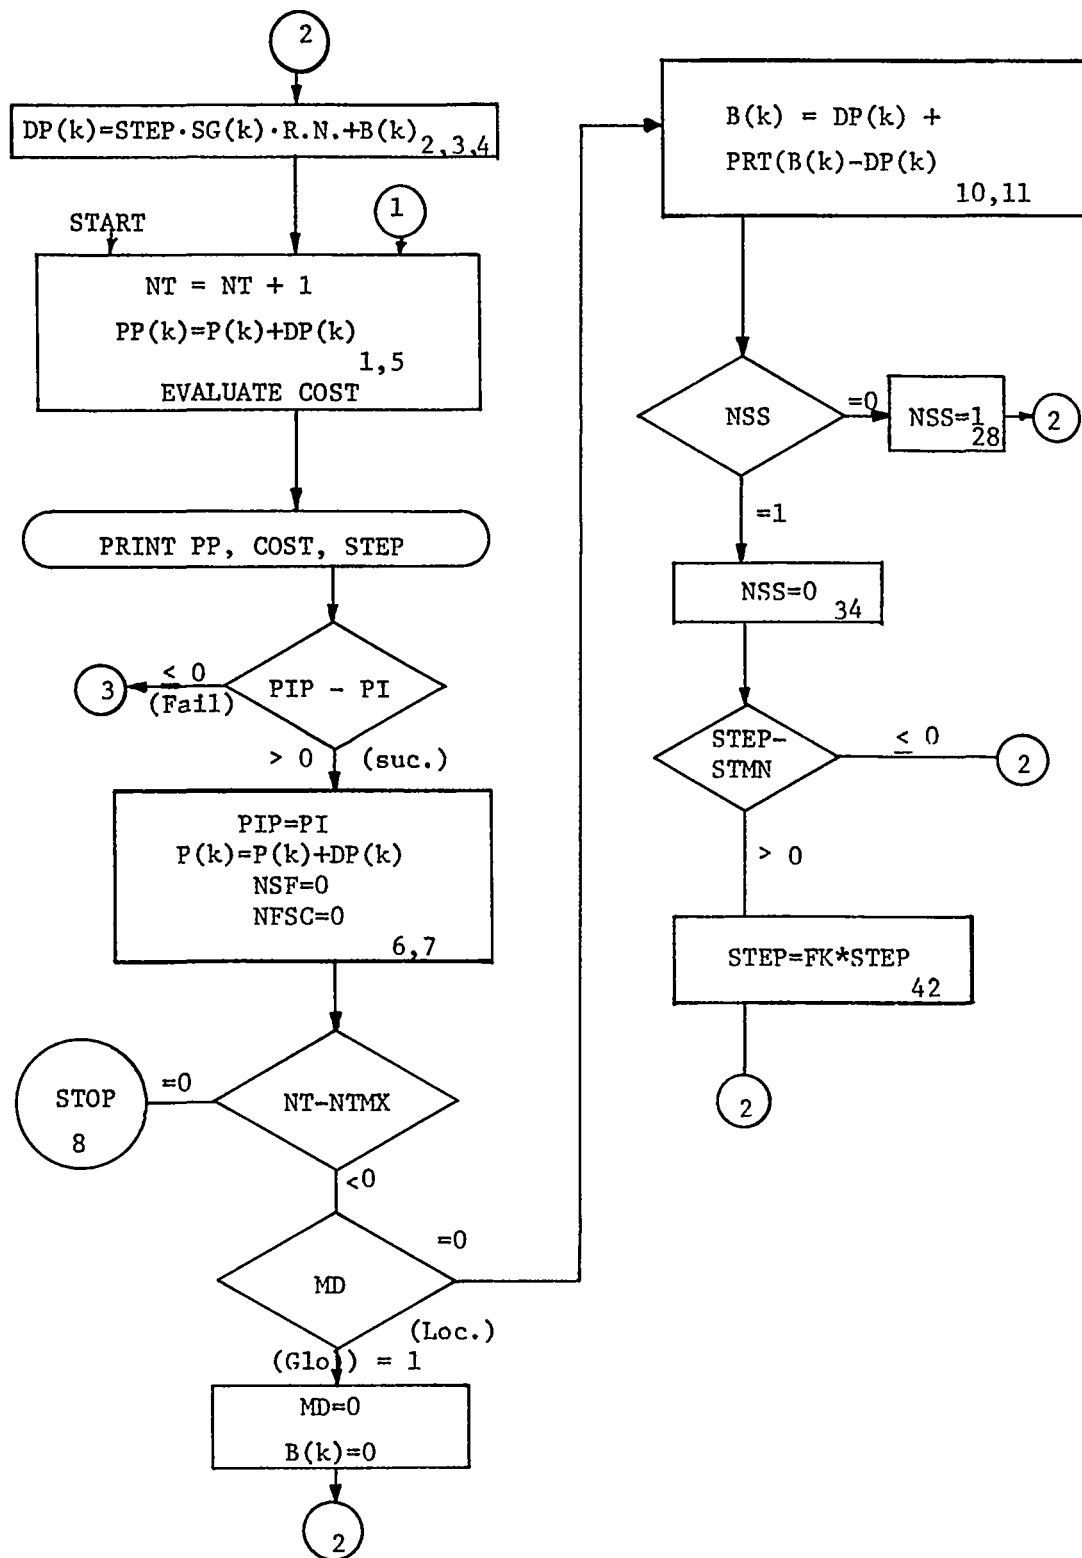 2
DP(k)=STEP·SG(k)·R.N.+B(k)
2,3,4
START
1
NT = NT + 1
PP(k)=P(k)+DP(k)
1,5
EVALUATE COST
PRINT PP, COST, STEP
PIP - PI
≤ 0
(Fail)
3
> 0 (suc.)
PIP=PI
P(k)=P(k)+DP(k)
NSF=0
NFSC=0
6,7
NT-NTMX
=0
STOP
8
<0
MD
=0
(Loc.)
(Glo.) = 1
MD=0
B(k)=0
2
B(k) = DP(k) +
PRT(B(k)-DP(k)
10,11
NSS
=0
NSS=1
28
2
=1
NSS=0
34
STEP-
STMN
≤ 0
2
> 0
STEP=FK*STEP
42
2